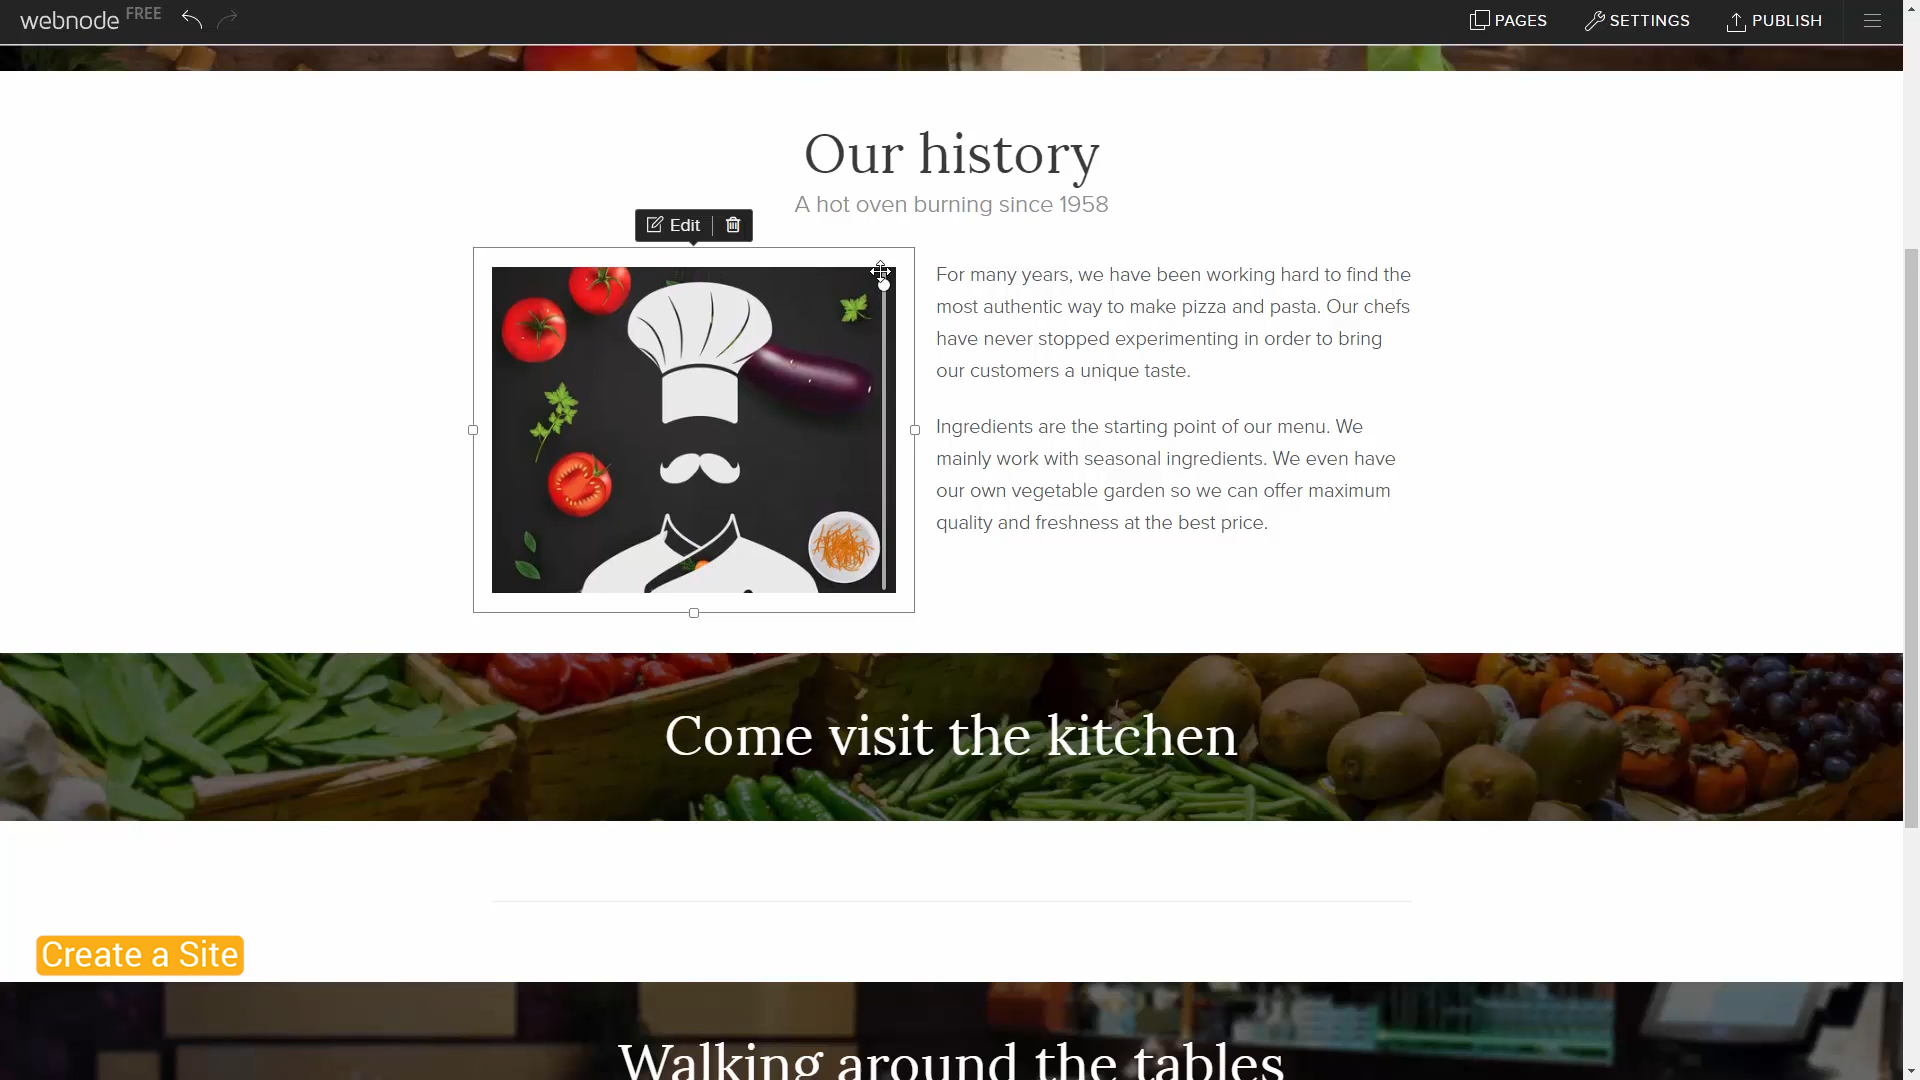 webnode FREE
PAGES
SETTINGS
PUBLISH
Our history
A hot oven burning since 1958
Edit
For many years, we have been working hard to find the
most authentic way to make pizza and pasta. Our chefs
have never stopped experimenting in order to bring
our customers a unique taste.
Ingredients are the starting point of our menu. We
mainly work with seasonal ingredients. We even have
our own vegetable garden so we can offer maximum
quality and freshness at the best price.
Come visit the kitchen
Create a Site
Walking around the tables